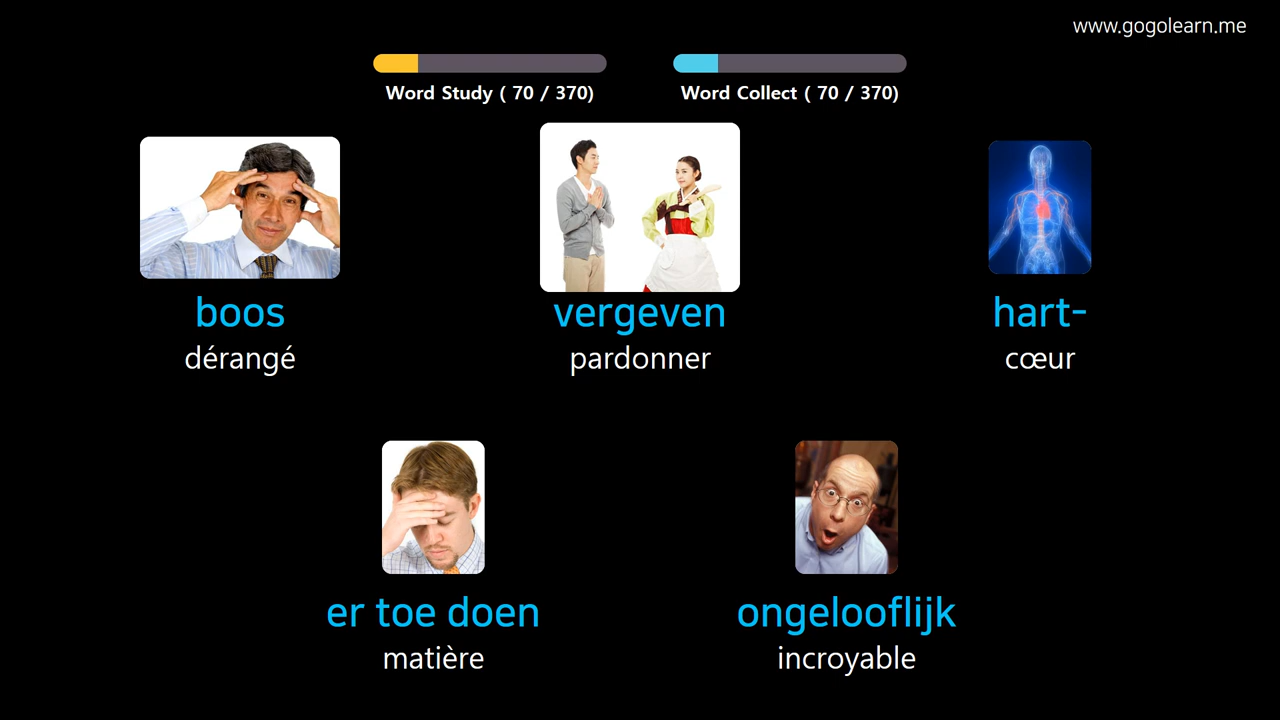 www.gogolearn.me
Word Study ( 70 / 370)
Word Collect ( 70 / 370)
boos
dérangé
vergeven
pardonner
hart-
cœur
er toe doen
matière
ongelooflijk
incroyable